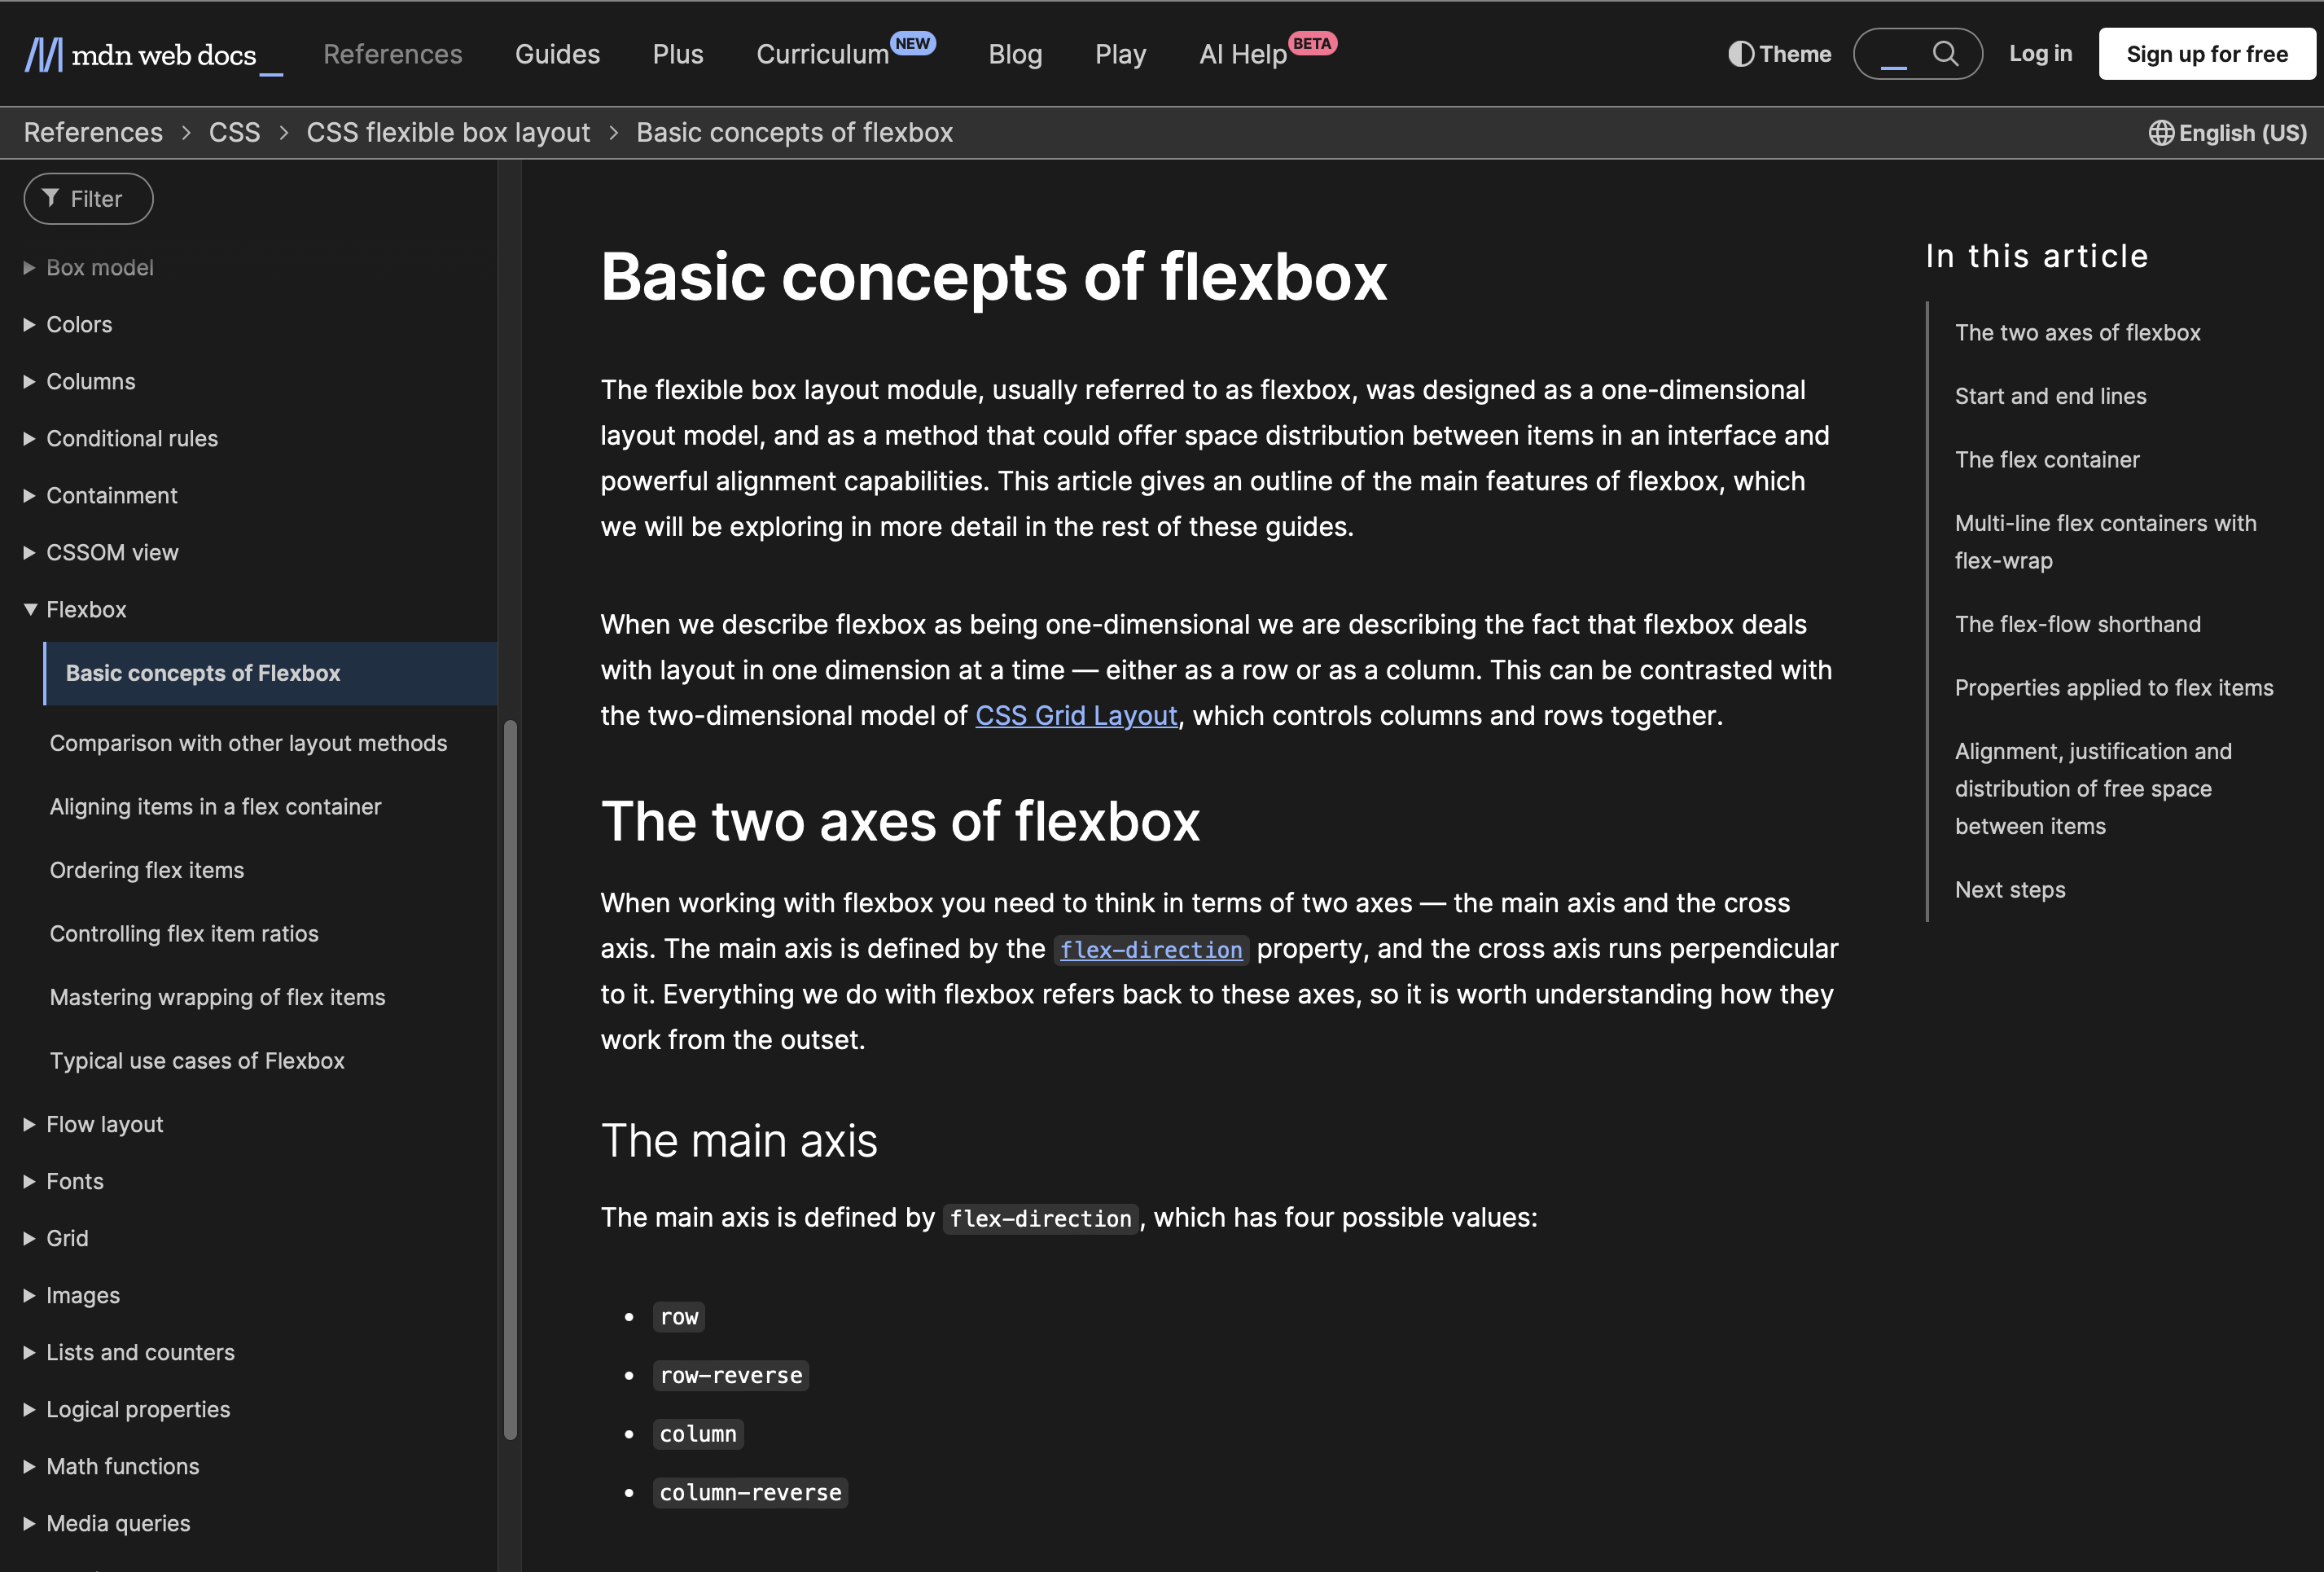 mdn web docs_
References
Guides
Plus
Curriculum NEW
Blog
Play
AI Help BETA
Theme
Log in
Sign up for free
References > CSS > CSS flexible box layout > Basic concepts of flexbox
English (US)
Filter
Box model
Colors
Columns
Conditional rules
Containment
CSSOM view
Flexbox
Basic concepts of Flexbox
Comparison with other layout methods
Aligning items in a flex container
Ordering flex items
Controlling flex item ratios
Mastering wrapping of flex items
Typical use cases of Flexbox
Flow layout
Fonts
Grid
Images
Lists and counters
Logical properties
Math functions
Media queries
Basic concepts of flexbox
The flexible box layout module, usually referred to as flexbox, was designed as a one-dimensional
layout model, and as a method that could offer space distribution between items in an interface and
powerful alignment capabilities. This article gives an outline of the main features of flexbox, which
we will be exploring in more detail in the rest of these guides.
When we describe flexbox as being one-dimensional we are describing the fact that flexbox deals
with layout in one dimension at a time — either as a row or as a column. This can be contrasted with
the two-dimensional model of CSS Grid Layout, which controls columns and rows together.
The two axes of flexbox
When working with flexbox you need to think in terms of two axes — the main axis and the cross
axis. The main axis is defined by the flex-direction property, and the cross axis runs perpendicular
to it. Everything we do with flexbox refers back to these axes, so it is worth understanding how they
work from the outset.
The main axis
The main axis is defined by flex-direction, which has four possible values:
• row
• row-reverse
• column
• column-reverse
In this article
The two axes of flexbox
Start and end lines
The flex container
Multi-line flex containers with
flex-wrap
The flex-flow shorthand
Properties applied to flex items
Alignment, justification and
distribution of free space
between items
Next steps